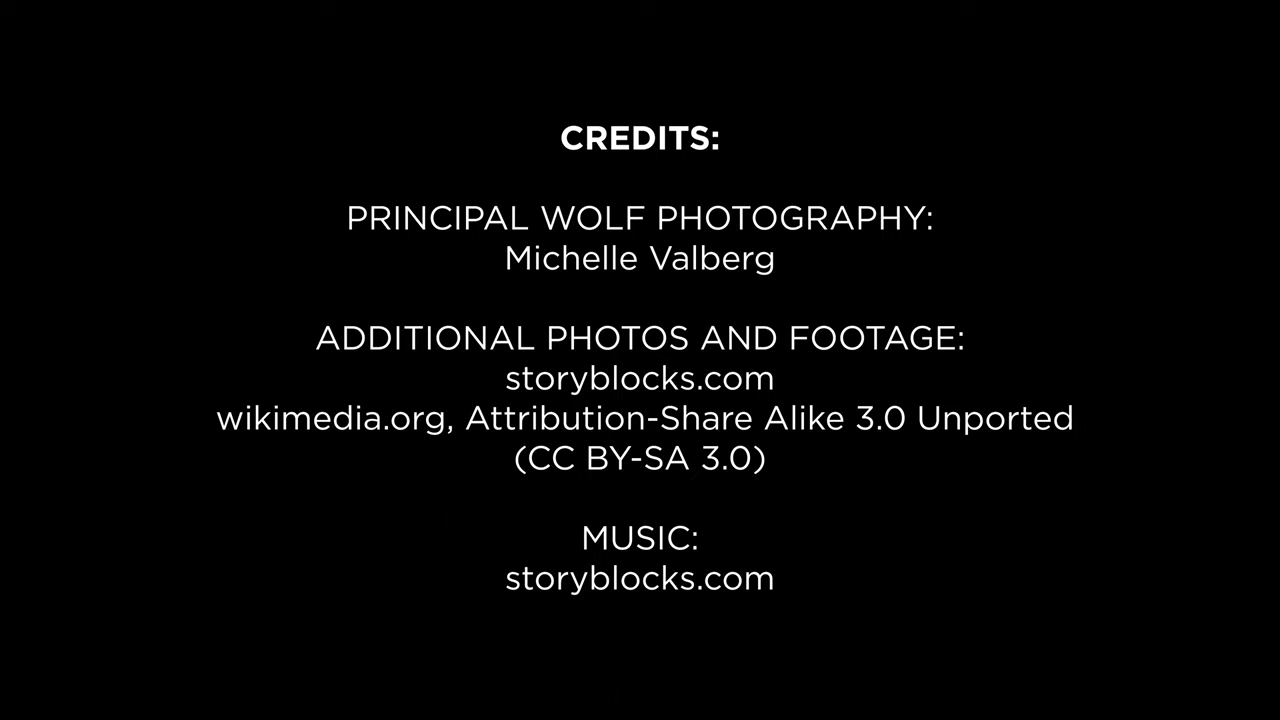 CREDITS:
PRINCIPAL WOLF PHOTOGRAPHY:
Michelle Valberg
ADDITIONAL PHOTOS AND FOOTAGE:
storyblocks.com
wikimedia.org, Attribution-Share Alike 3.0 Unported
(CC BY-SA 3.0)
MUSIC:
storyblocks.com